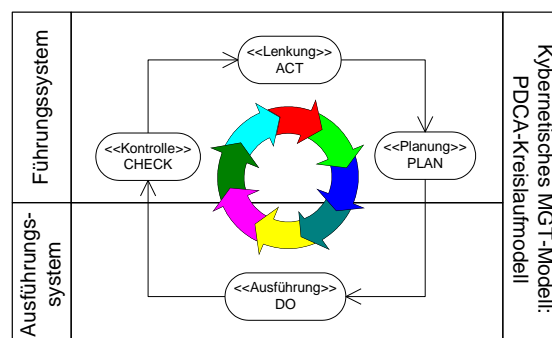 Führungssystem
<<Lenkung>>
ACT
<<Kontrolle>>
CHECK
<<Planung>>
PLAN
Kybernetisches MGT-Modell:
PDCA-Kreislaufmodell
Ausführungs-
system
<<Ausführung>>
DO